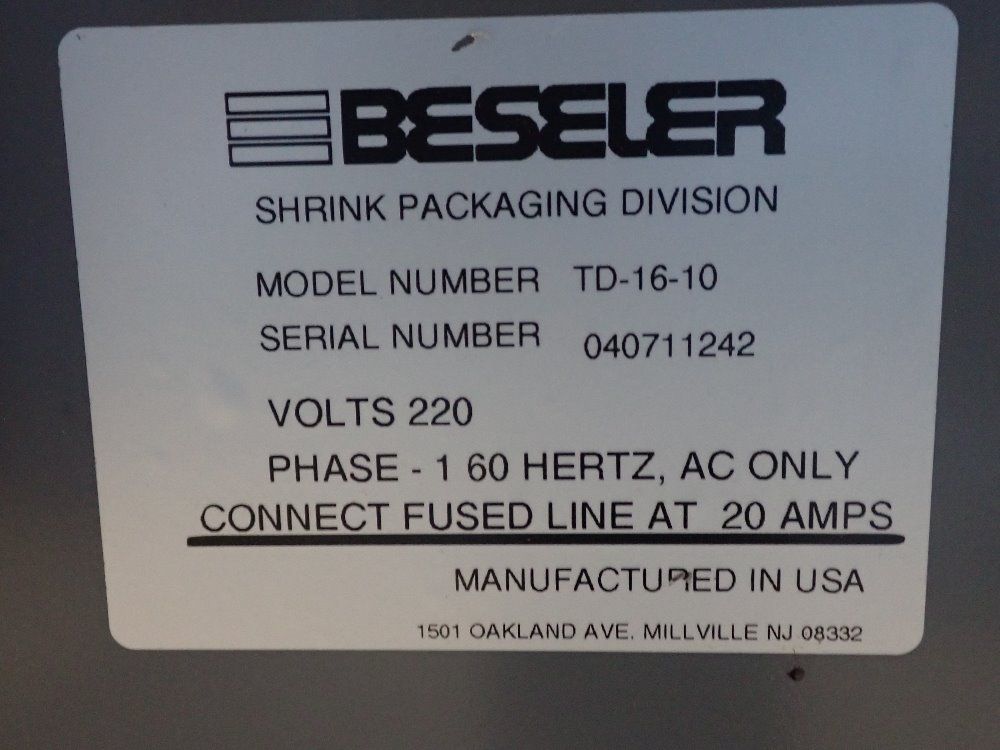 BESELER
SHRINK PACKAGING DIVISION
MODEL NUMBER TD-16-10
SERIAL NUMBER 040711242
VOLTS 220
PHASE - 1 60 HERTZ, AC ONLY
CONNECT FUSED LINE AT 20 AMPS
MANUFACTURED IN USA
1501 OAKLAND AVE. MILLVILLE NJ 08332